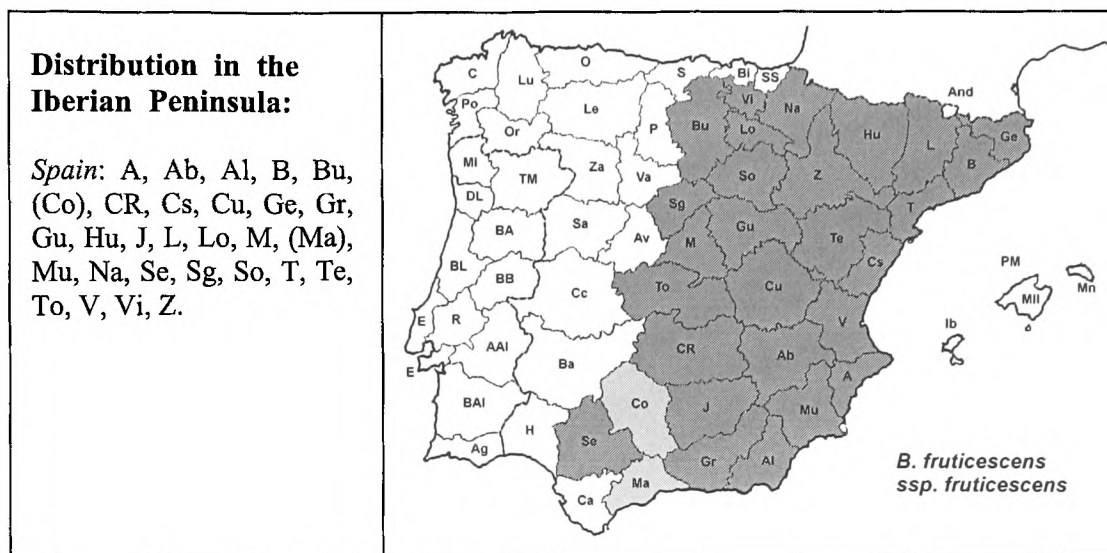 Distribution in the
Iberian Peninsula:
Spain: A, Ab, Al, B, Bu,
(Co), CR, Cs, Cu, Ge, Gr,
Gu, Hu, J, L, Lo, M, (Ma),
Mu, Na, Se, Sg, So, T, Te,
To, V, Vi, Z.
C
Lu
O
S
Bi
SS
And
Po
Or
Le
P
Bu
Vi
Lo
Na
Hu
L
Ge
B
Mi
TM
Za
Va
So
Z
T
DL
BA
Sa
Av
Sg
M
Gu
Te
Cs
BL
BB
Cc
To
Cu
PM
Mll
Mn
E
R
V
Ib
E
AAl
Ba
CR
Ab
A
BAl
Co
J
Mu
Ag
H
Se
Gr
Al
Ca
Ma
B. fruticescens
ssp. fruticescens